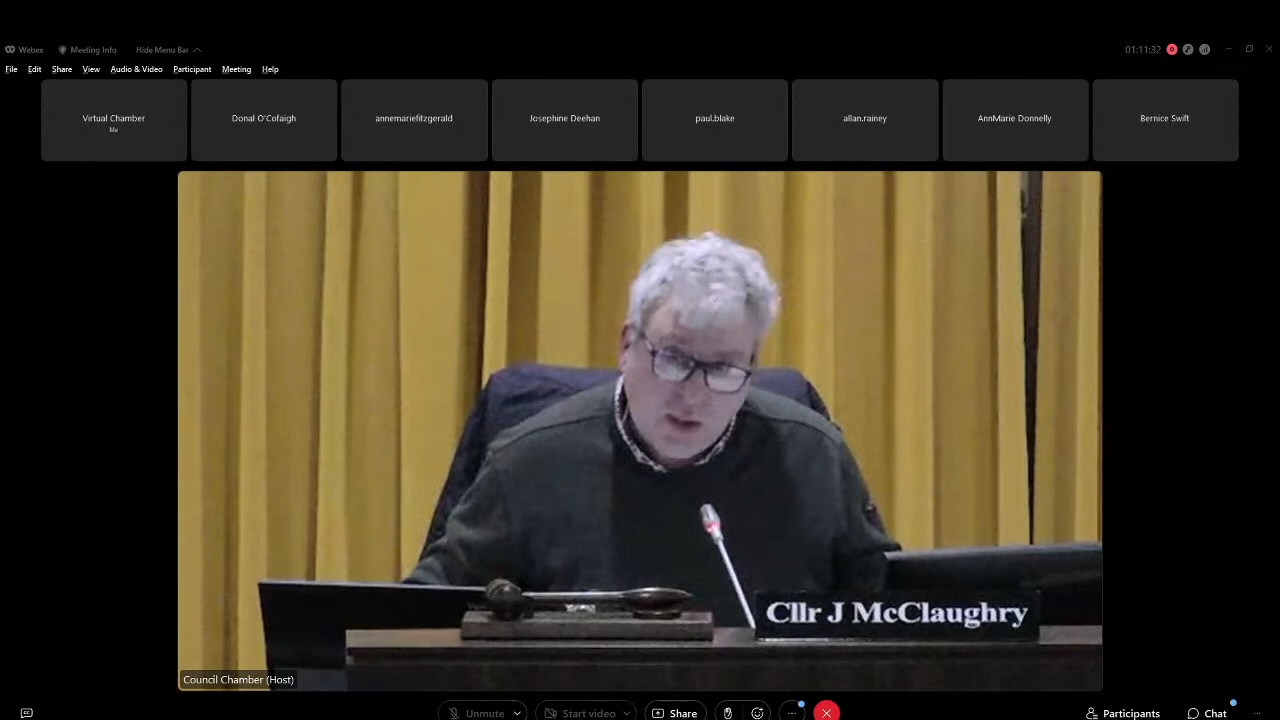 Webex Meeting Info Hide Menu Bar 01:11:32
File Edit Share View Audio & Video Participant Meeting Help
Virtual Chamber
Me
Donal O'Cofaigh
annemariefitzgerald
Josephine Deehan
paul.blake
allan.rainey
AnnMarie Donnelly
Bernice Swift
Cllr J McClaughry
Council Chamber (Host)
Unmute Start video Share Participants Chat